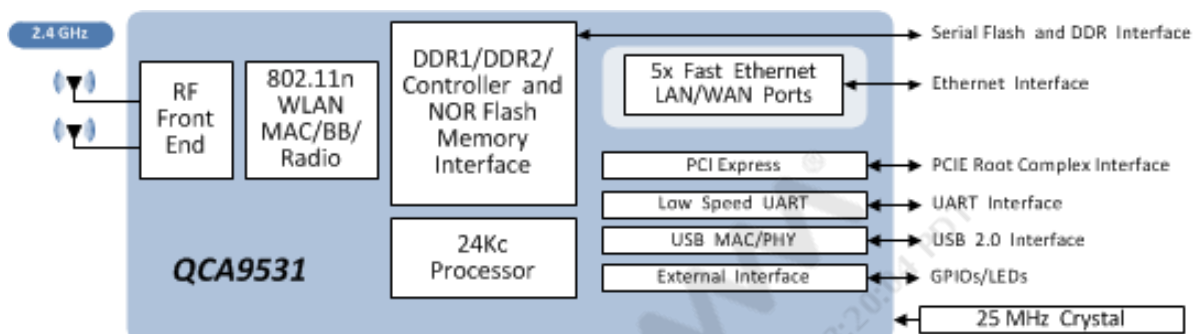 2.4 GHz
RF
Front
End
802.11n
WLAN
MAC/BB/
Radio
DDR1/DDR2/
Controller and
NOR Flash
Memory
Interface
24Kc
Processor
QCA9531
5x Fast Ethernet
LAN/WAN Ports
PCI Express
Low Speed UART
USB MAC/PHY
External Interface
Serial Flash and DDR Interface
Ethernet Interface
PCIE Root Complex Interface
UART Interface
USB 2.0 Interface
GPIOs/LEDs
25 MHz Crystal